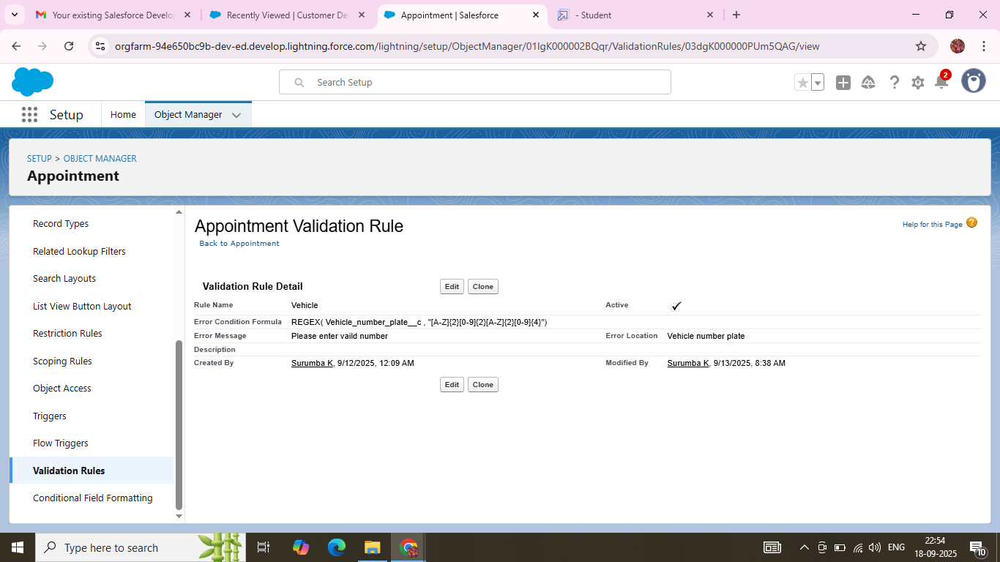 Your existing Salesforce Develo
Recently Viewed | Customer De
Appointment | Salesforce
- Student
orgfarm-94e650bc9b-dev-ed.develop.lightning.force.com/lightning/setup/ObjectManager/01IgK000002BQqr/ValidationRules/03dgK000000PUm5QAG/view
Search Setup
2
Setup
Home
Object Manager
SETUP > OBJECT MANAGER
Appointment
Record Types
Related Lookup Filters
Search Layouts
List View Button Layout
Restriction Rules
Scoping Rules
Object Access
Triggers
Flow Triggers
Validation Rules
Conditional Field Formatting
Appointment Validation Rule
Help for this Page ?
Back to Appointment
Validation Rule Detail
Edit Clone
Rule Name Vehicle Active
Error Condition Formula REGEX( Vehicle_number_plate__c , "[A-Z]{2}[0-9]{2}[A-Z]{2}[0-9]{4}")
Error Message Please enter vaild number Error Location Vehicle number plate
Description
Created By Surumba K, 9/12/2025, 12:09 AM Modified By Surumba K, 9/13/2025, 8:38 AM
Edit Clone
Type here to search
ENG
22:54
18-09-2025
10